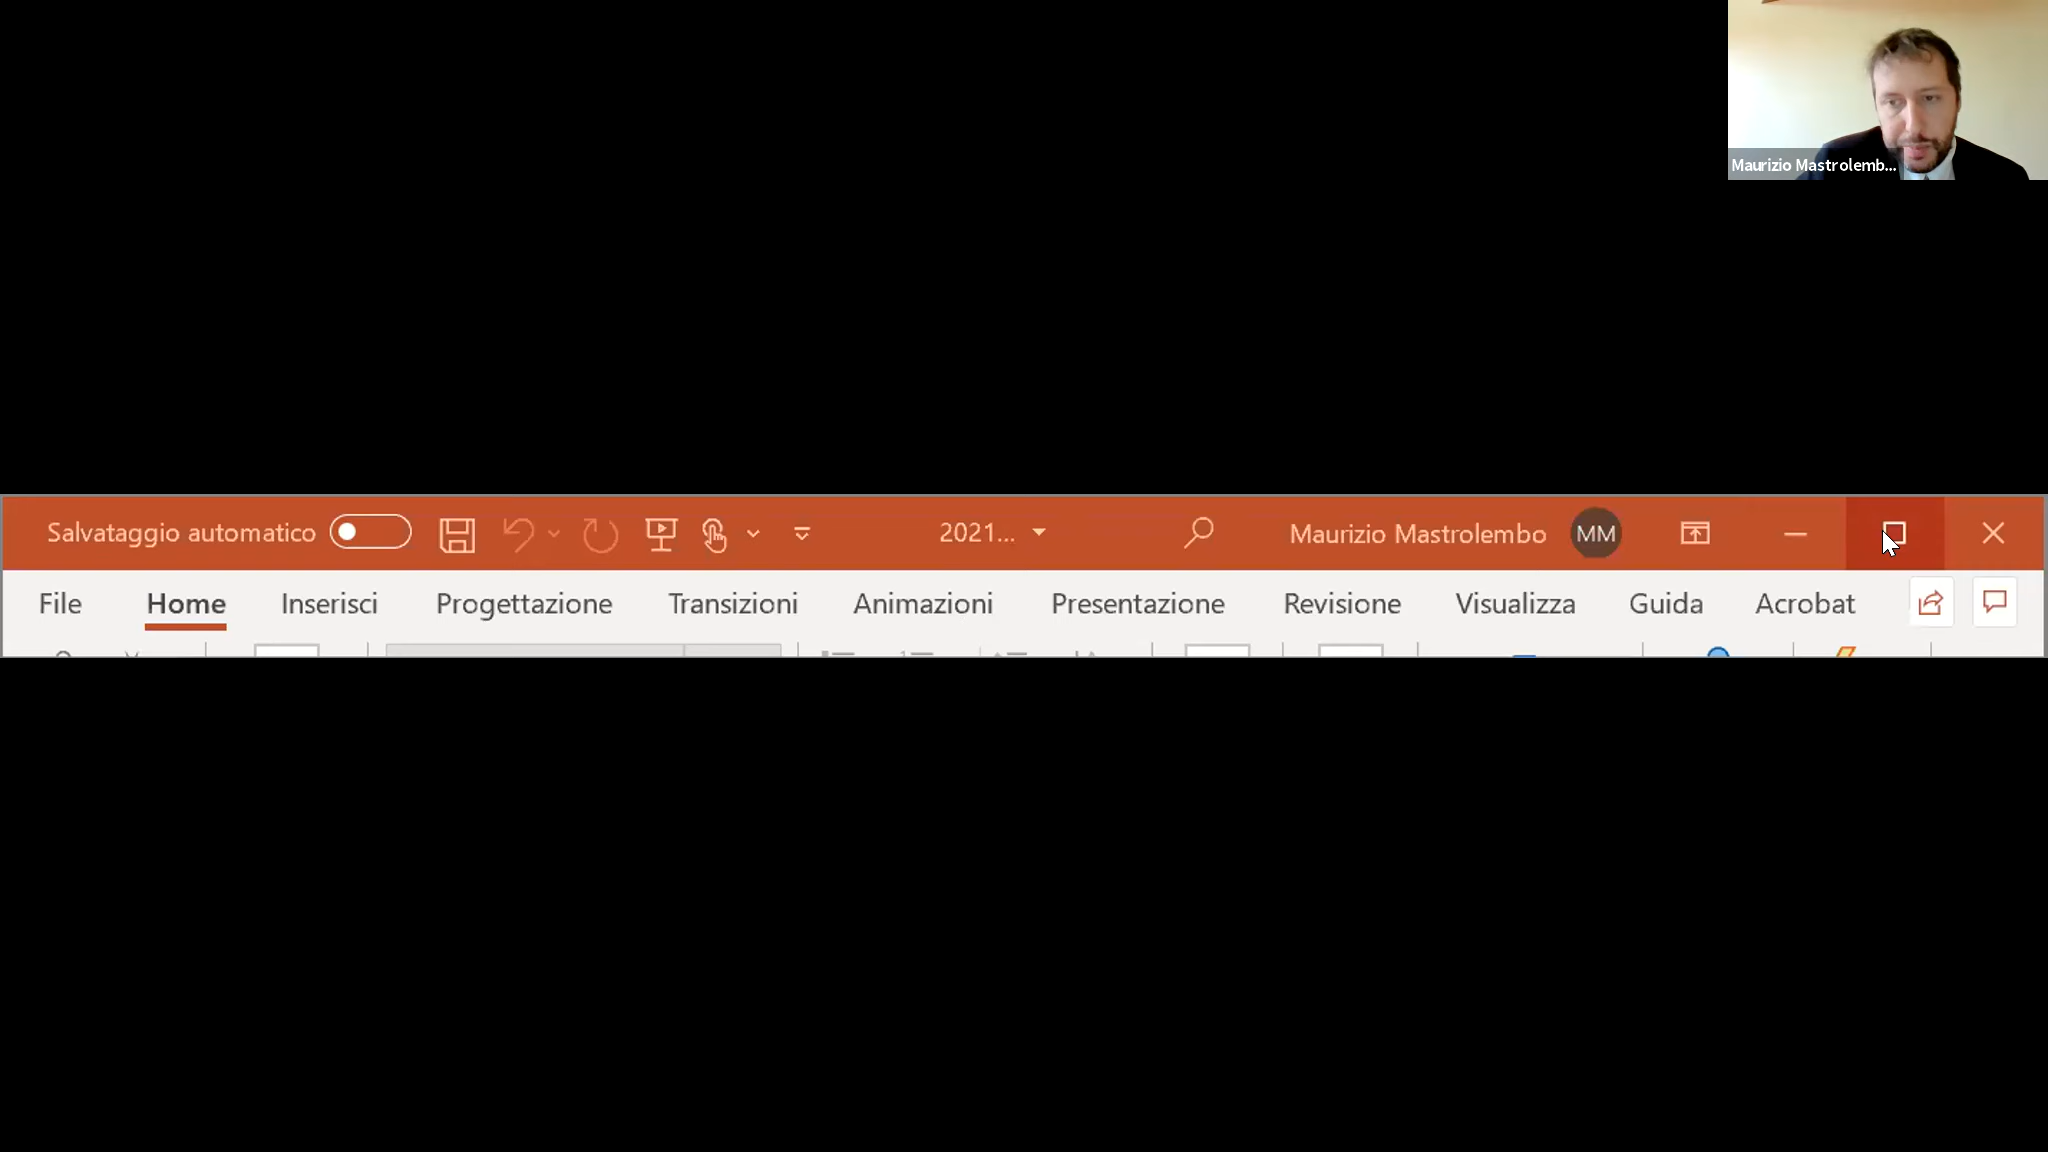 Maurizio Mastrolemb...
Salvataggio automatico 2021... Maurizio Mastrolembo MM
File Home Inserisci Progettazione Transizioni Animazioni Presentazione Revisione Visualizza Guida Acrobat